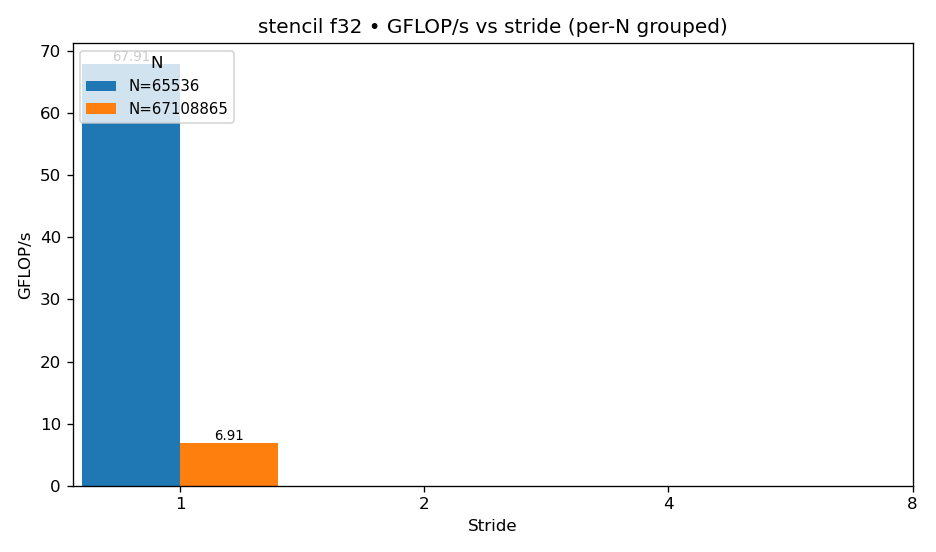 stencil f32 • GFLOP/s vs stride (per-N grouped)
70
60
50
40
30
20
10
0
GFLOP/s
67.91
N
N=65536
N=67108865
6.91
1
2
4
8
Stride